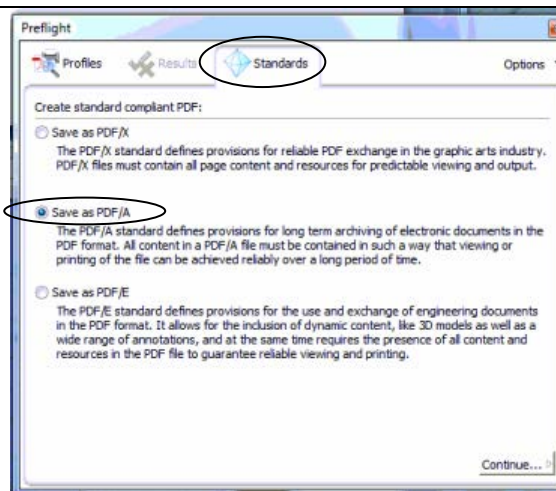 Preflight
Profiles Results Standards Options
Create standard compliant PDF:
Save as PDF/X
The PDF/X standard defines provisions for reliable PDF exchange in the graphic arts industry.
PDF/X files must contain all page content and resources for predictable viewing and output.
Save as PDF/A
The PDF/A standard defines provisions for long term archiving of electronic documents in the
PDF format. All content in a PDF/A file must be contained in such a way that viewing or
printing of the file can be achieved reliably over a long period of time.
Save as PDF/E
The PDF/E standard defines provisions for the use and exchange of engineering documents
in the PDF format. It allows for the inclusion of dynamic content, like 3D models as well as a
wide range of annotations, and at the same time requires the presence of all content and
resources in the PDF file to guarantee reliable viewing and printing.
Continue...